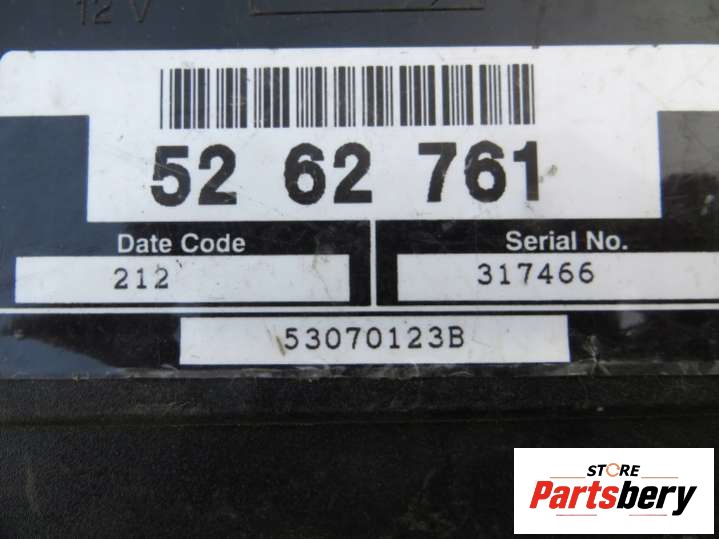 12 V
52 62 761
Date Code
Serial No.
212
317466
53070123B
STORE
Partsbery